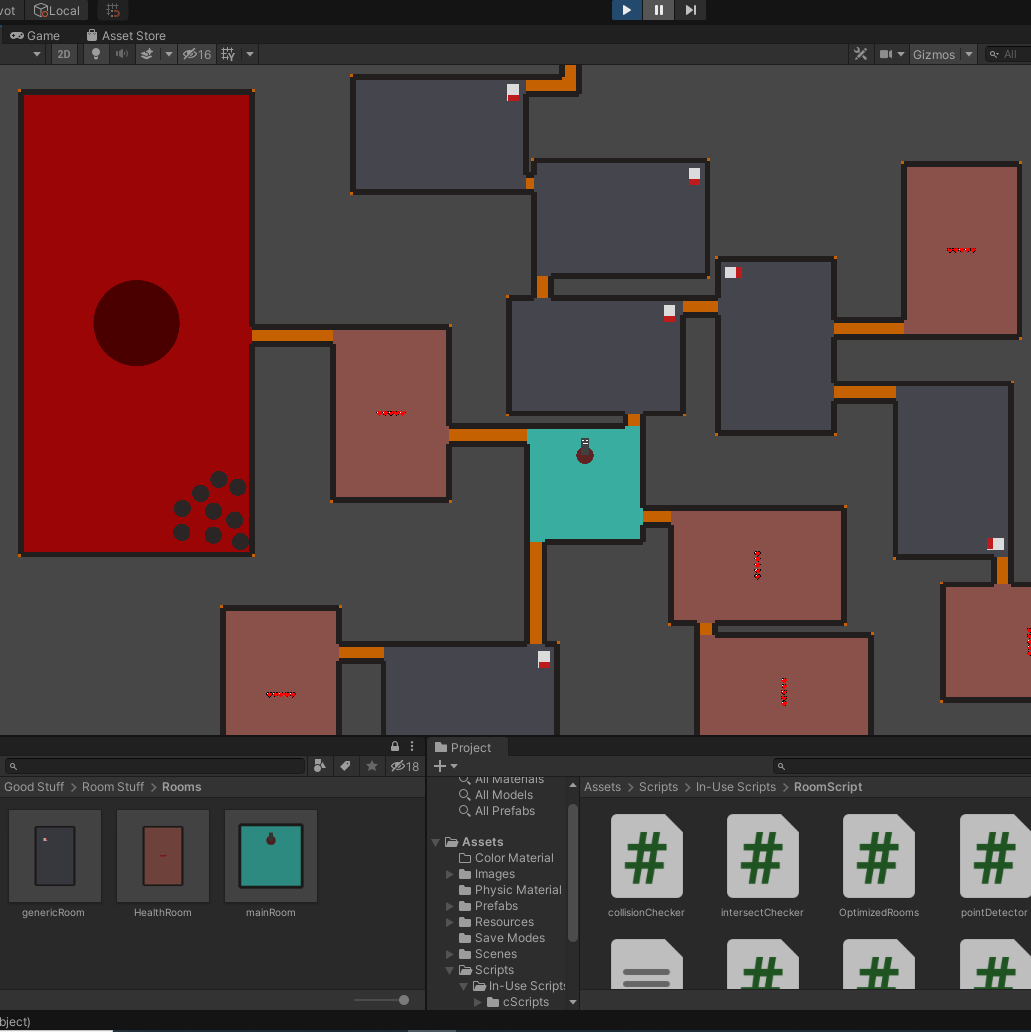 vot Local
Game Asset Store
2D 16 Gizmos All
Project
18
Good Stuff Room Stuff Rooms
genericRoom HealthRoom mainRoom
All Materials
All Models
All Prefabs
Assets
Color Material
Images
Physic Material
Prefabs
Resources
Save Modes
Scenes
Scripts
In-Use Scripts
cScripts
Assets Scripts In-Use Scripts RoomScript
collisionChecker intersectChecker OptimizedRooms pointDetector
bject)